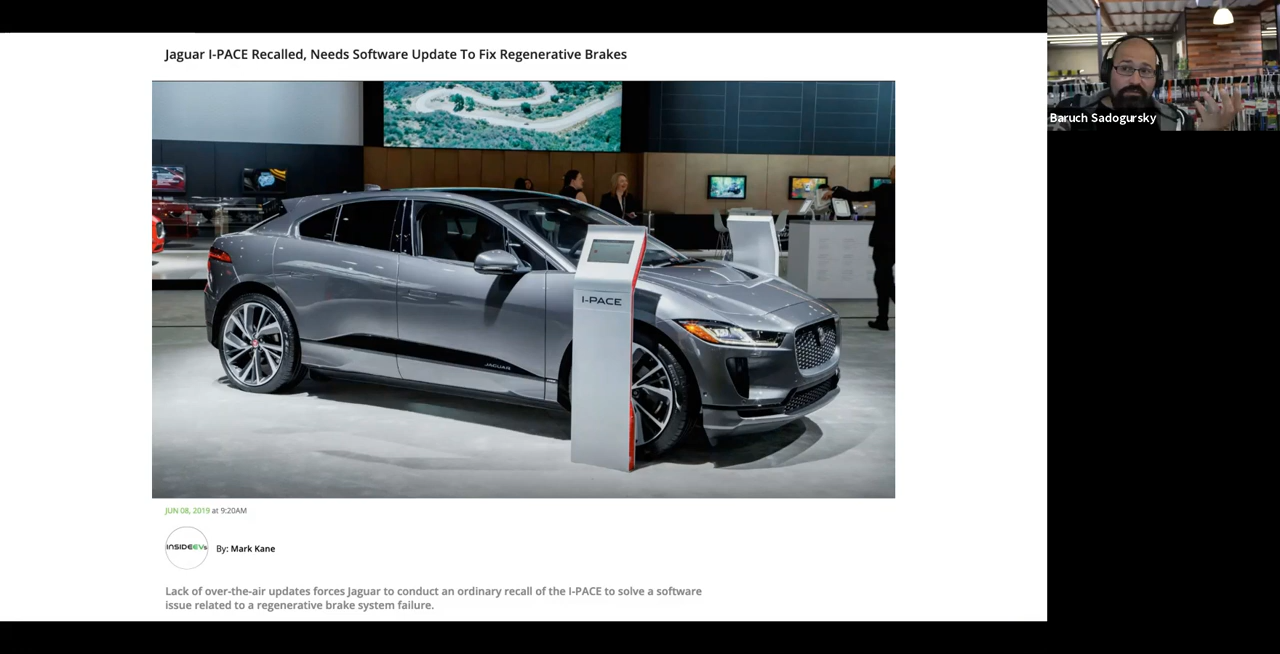 Jaguar I-PACE Recalled, Needs Software Update To Fix Regenerative Brakes
Baruch Sadogursky
I-PACE
JAGUAR
JUN 08, 2019 at 9:20AM
INSIDEEVs
By: Mark Kane
Lack of over-the-air updates forces Jaguar to conduct an ordinary recall of the I-PACE to solve a software
issue related to a regenerative brake system failure.